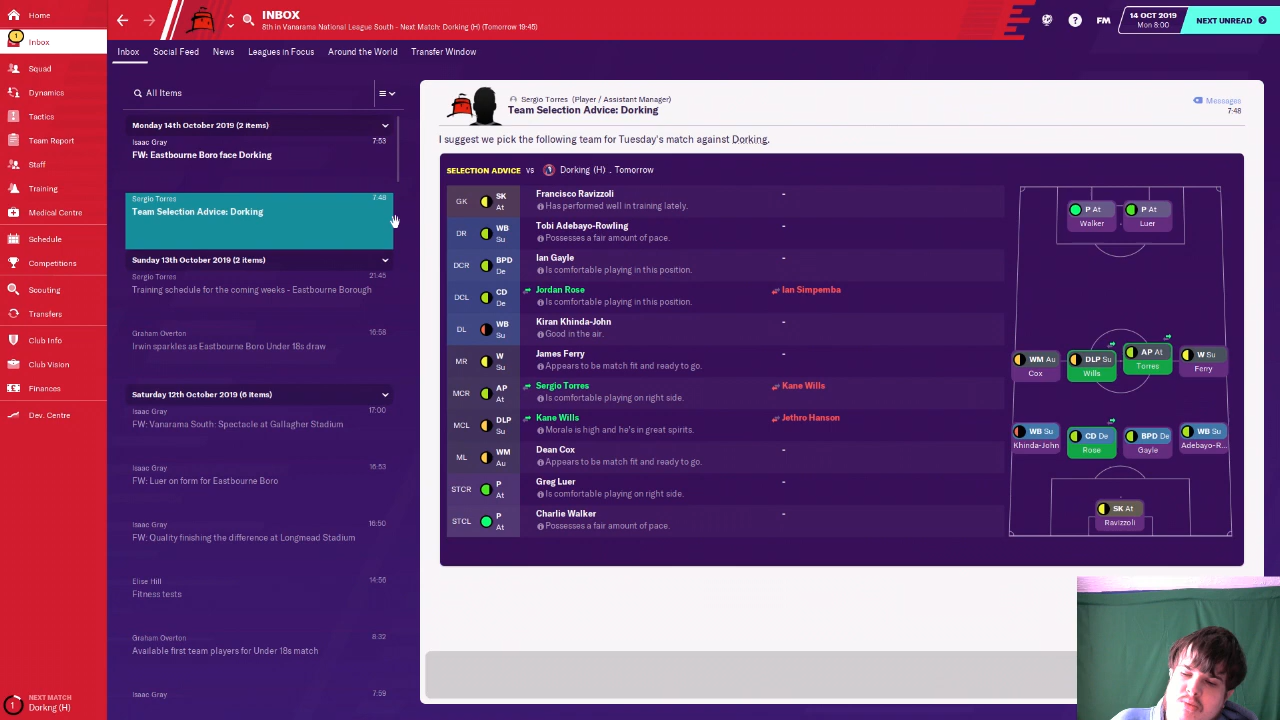 Home
1
Inbox
Squad
Dynamics
Tactics
Team Report
Staff
Training
Medical Centre
Schedule
Competitions
Scouting
Transfers
Club Info
Club Vision
Finances
Dev. Centre
1
NEXT MATCH
Dorkng (H)
INBOX
8th in Vanarama National League South - Next Match: Dorking (H) (Tomorrow 19:45)
?
FM
14 OCT 2019
Mon 8:00
NEXT UNREAD
Inbox Social Feed News Leagues in Focus Around the World Transfer Window
All Items
Monday 14th October 2019 (2 items)
Isaac Gray 7:53
FW: Eastbourne Boro face Dorking
Sergio Torres 7:48
Team Selection Advice: Dorking
Sunday 13th October 2019 (2 items)
Sergio Torres 21:45
Training schedule for the coming weeks - Eastbourne Borough
Graham Overton 16:58
Irwin sparkles as Eastbourne Boro Under 18s draw
Saturday 12th October 2019 (6 items)
Isaac Gray 17:00
FW: Vanarama South: Spectacle at Gallagher Stadium
Isaac Gray 16:53
FW: Luer on form for Eastbourne Boro
Isaac Gray 16:50
FW: Quality finishing the difference at Longmead Stadium
Elise Hill 14:56
Fitness tests
Graham Overton 8:32
Available first team players for Under 18s match
Isaac Gray 7:59
Sergio Torres (Player / Assistant Manager)
Team Selection Advice: Dorking
Messages
7:48
I suggest we pick the following team for Tuesday's match against Dorking.
SELECTION ADVICE vs Dorking (H) . Tomorrow
GK SK At Francisco Ravizzoli -
Has performed well in training lately.
DR WB Su Tobi Adebayo-Rowling -
Possesses a fair amount of pace.
DCR BPD De Ian Gayle -
Is comfortable playing in this position.
DCL CD De Jordan Rose Ian Simpemba
Is comfortable playing in this position.
DL WB Su Kiran Khinda-John -
Good in the air.
MR W Su James Ferry -
Appears to be match fit and ready to go.
MCR AP At Sergio Torres Kane Wills
Is comfortable playing on right side.
MCL DLP Su Kane Wills Jethro Hanson
Morale is high and he's in great spirits.
ML WM Au Dean Cox -
Appears to be match fit and ready to go.
STCR P At Greg Luer -
Is comfortable playing on right side.
STCL P At Charlie Walker -
Possesses a fair amount of pace.
P At P At
Walker Luer
WM Au DLP Su AP At W Su
Cox Wills Torres Ferry
WB Su CD De BPD De WB Su
Khinda-John Rose Gayle Adebayo-R...
SK At
Ravizzoli